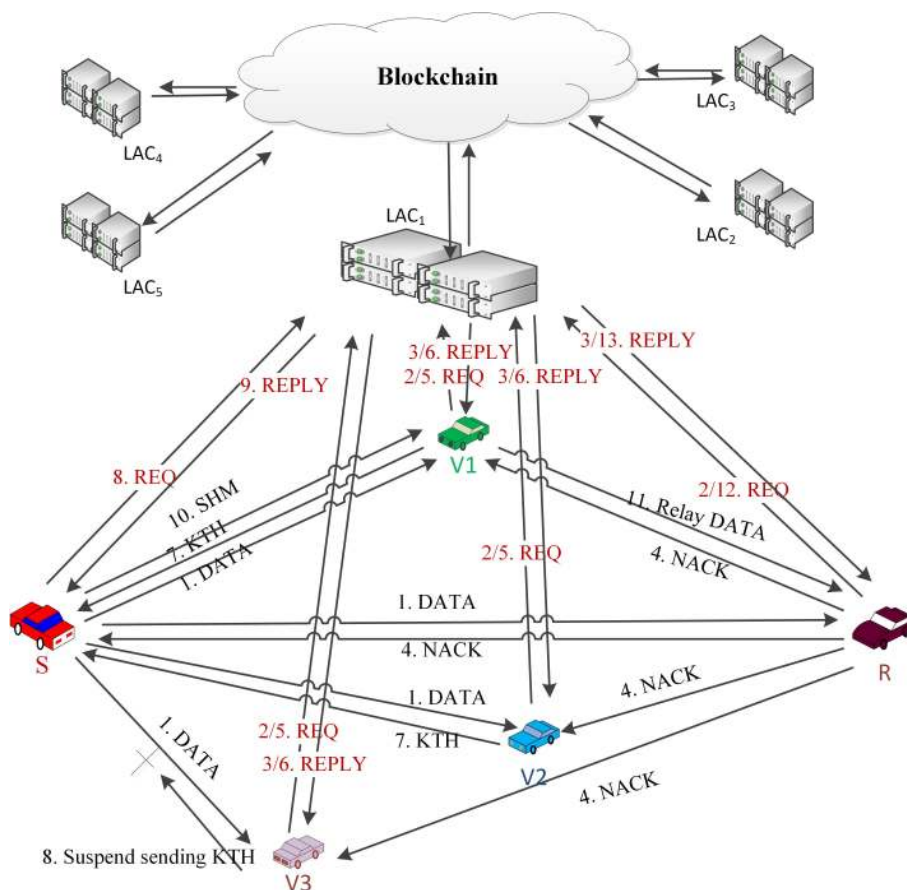 Blockchain
LAC3
LAC4
LAC1
LAC2
LAC5
3/6. REPLY
3/13. REPLY
9. REPLY
2/5. REQ
3/6. REPLY
V1
8. REQ
10. SHM
2/12. REQ
11. Relay DATA
7. KTH
2/5. REQ
4. NACK
1. DATA
1. DATA
S
4. NACK
R
4. NACK
1. DATA
2/5. REQ
7. KTH
1. DATA
3/6. REPLY
V2
4. NACK
8. Suspend sending KTH
V3